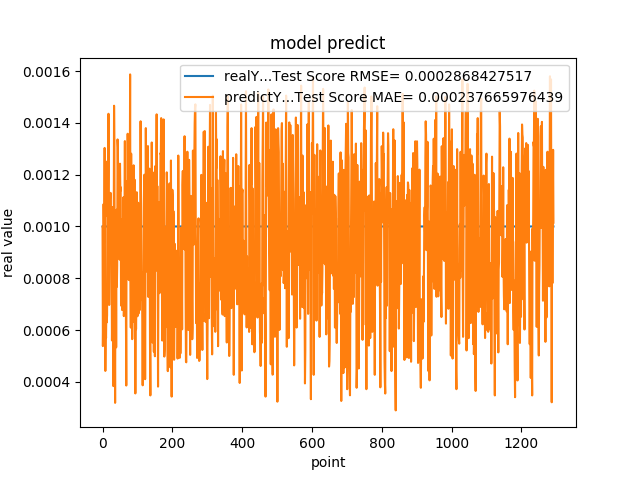 model predict
realY...Test Score RMSE= 0.0002868427517
predictY...Test Score MAE= 0.000237665976439
real value
0.0016
0.0014
0.0012
0.0010
0.0008
0.0006
0.0004
0 200 400 600 800 1000 1200
point